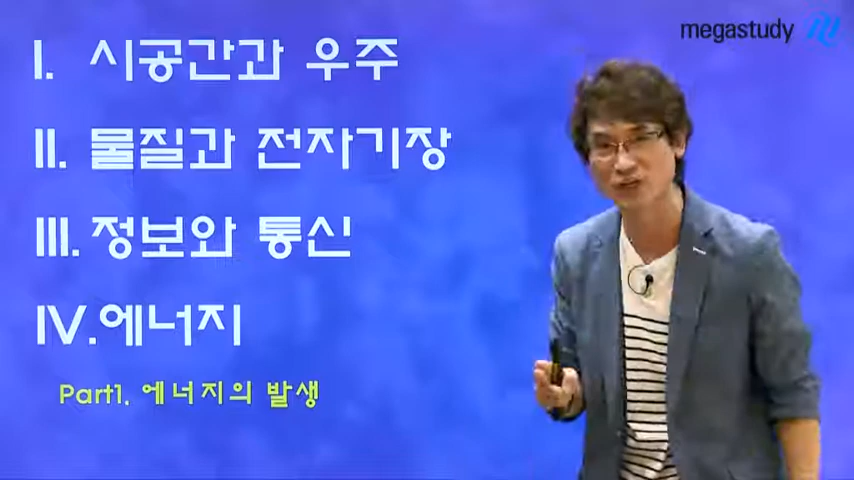 megastudy
I. 시공간과 우주
II. 물질과 전자기장
III. 정보와 통신
IV.에너지
Part1. 에너지의 발생